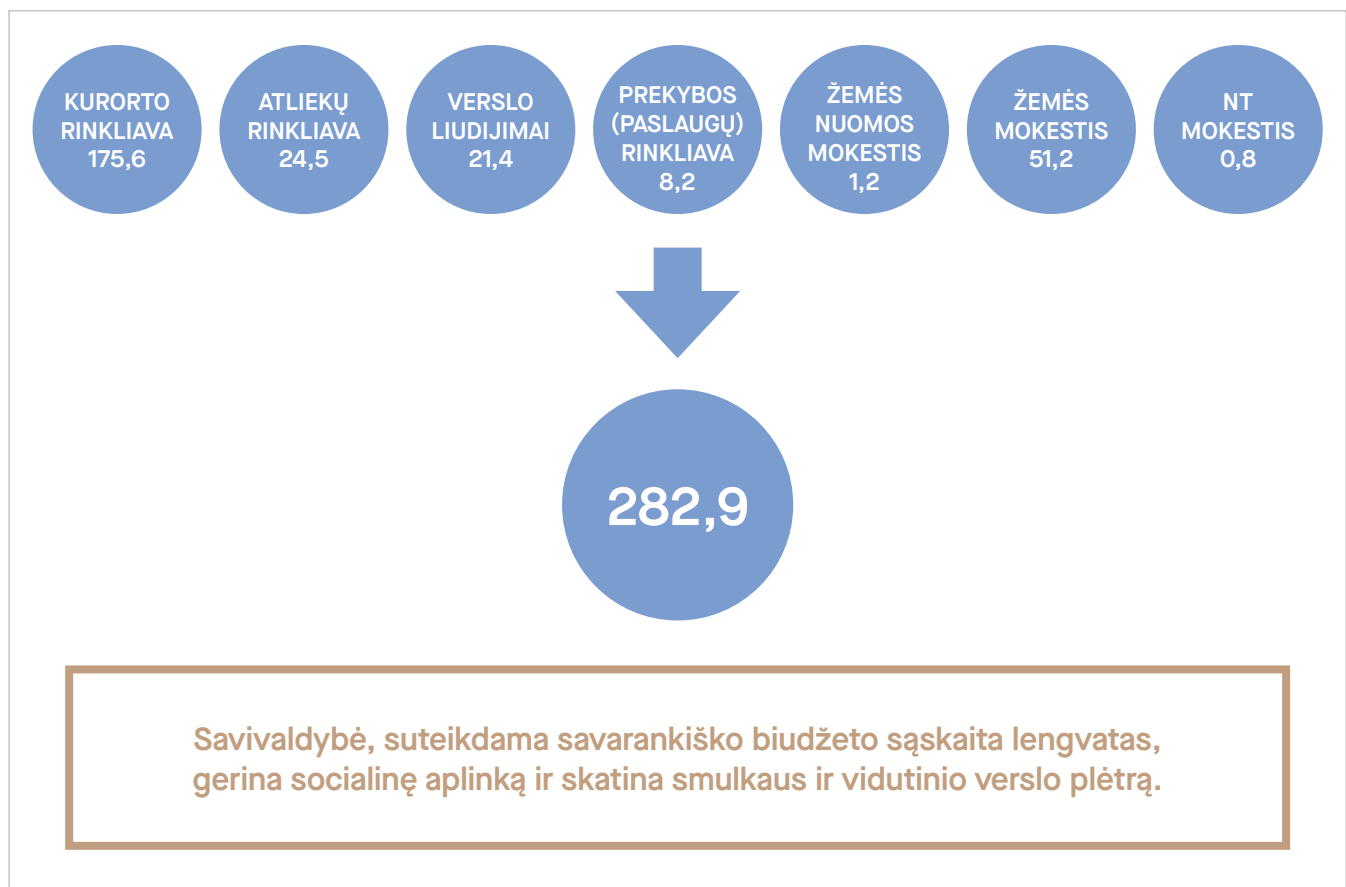 KURORTO
RINKLIAVA
175,6
ATLIEKŲ
RINKLIAVA
24,5
VERSLO
LIUDIJIMAI
21,4
PREKYBOS
(PASLAUGŲ)
RINKLIAVA
8,2
ŽEMĖS
NUOMOS
MOKESTIS
1,2
ŽEMĖS
MOKESTIS
51,2
NT
MOKESTIS
0,8
282,9
Savivaldybė, suteikdama savarankiško biudžeto sąskaita lengvatas,
gerina socialinę aplinką ir skatina smulkaus ir vidutinio verslo plėtrą.